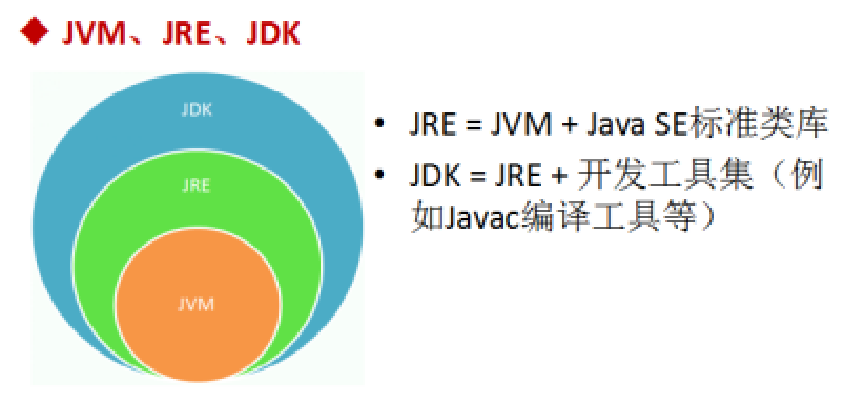 ◆ JVM、JRE、JDK
JDK
JRE
JVM
• JRE = JVM + Java SE标准类库
• JDK = JRE + 开发工具集（例
如Javac编译工具等）